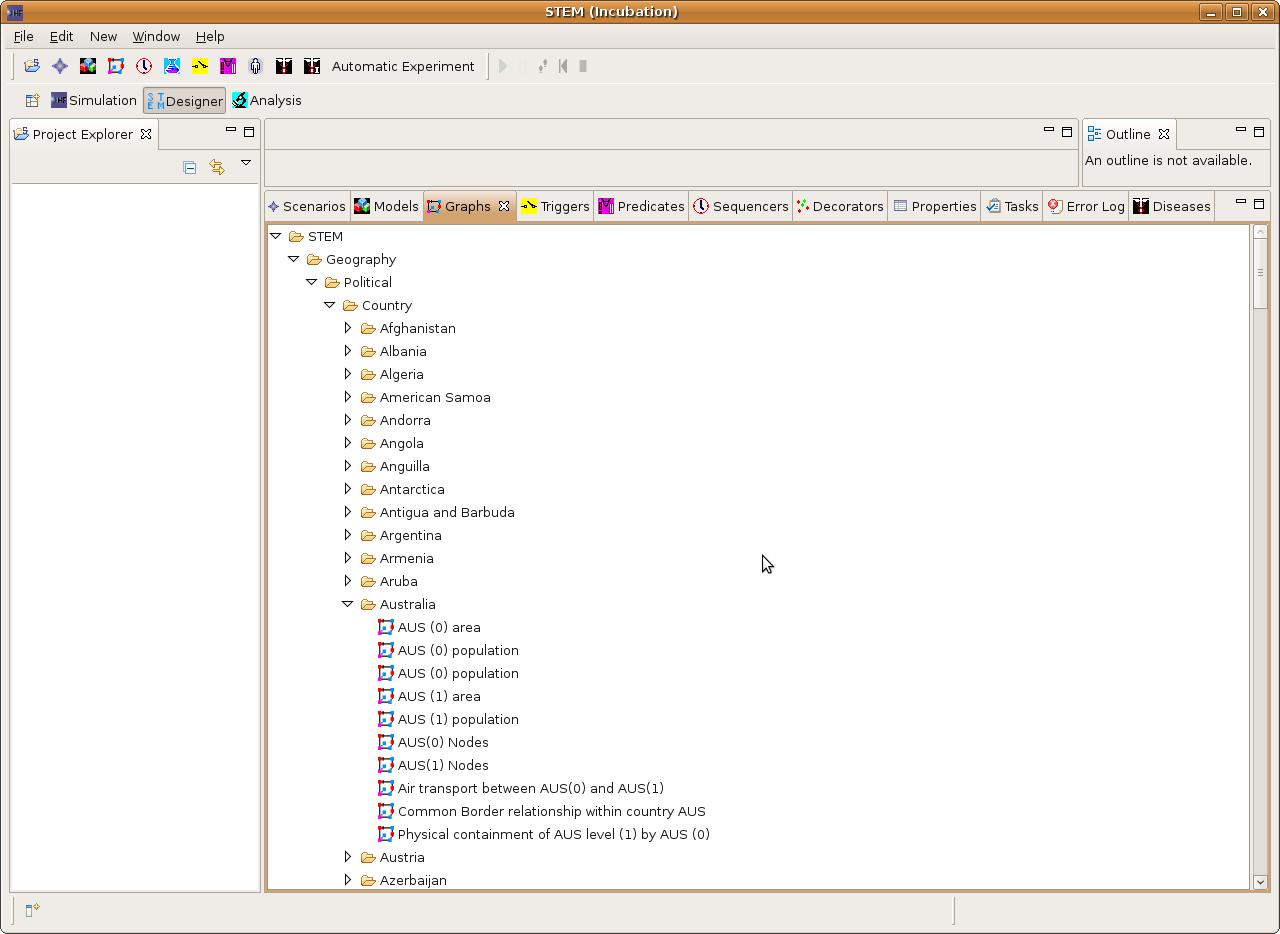 STEM (Incubation)
File Edit New Window Help
Automatic Experiment
Simulation Designer Analysis
Project Explorer
Outline
An outline is not available.
Scenarios Models Graphs Triggers Predicates Sequencers Decorators Properties Tasks Error Log Diseases
STEM
Geography
Political
Country
Afghanistan
Albania
Algeria
American Samoa
Andorra
Angola
Anguilla
Antarctica
Antigua and Barbuda
Argentina
Armenia
Aruba
Australia
AUS (0) area
AUS (0) population
AUS (0) population
AUS (1) area
AUS (1) population
AUS(0) Nodes
AUS(1) Nodes
Air transport between AUS(0) and AUS(1)
Common Border relationship within country AUS
Physical containment of AUS level (1) by AUS (0)
Austria
Azerbaijan